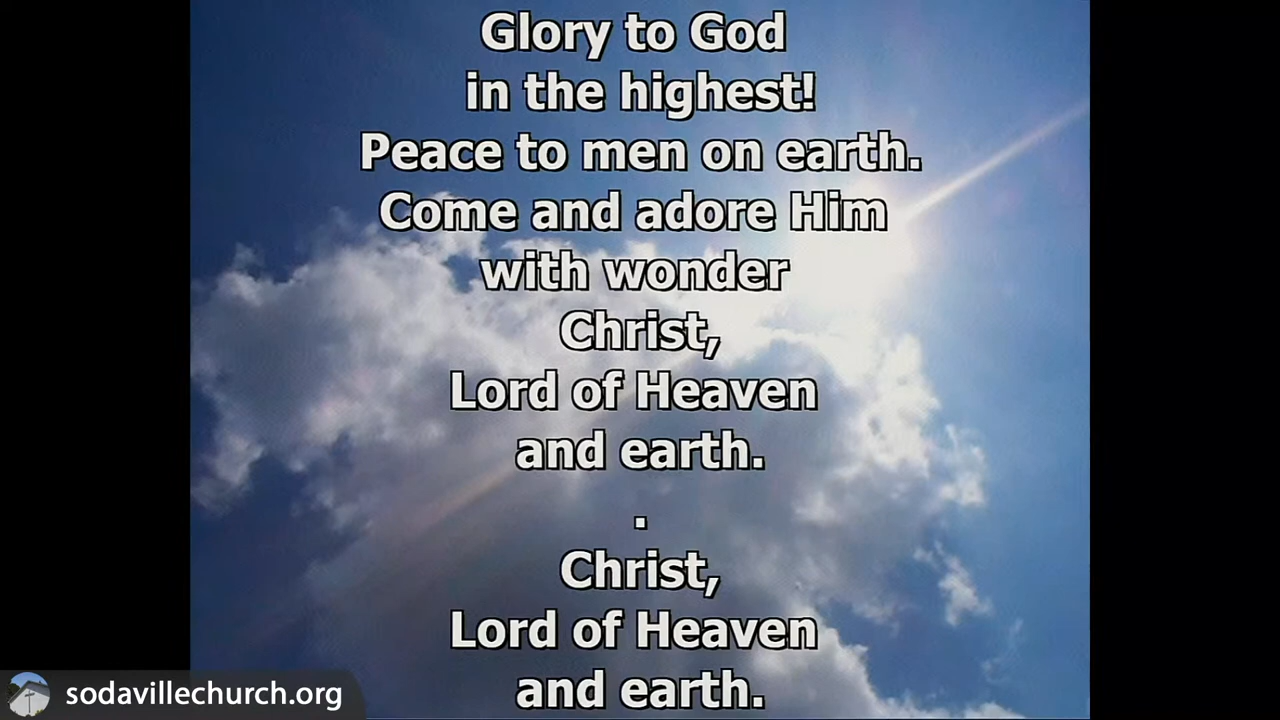 Glory to God
in the highest!
Peace to men on earth.
Come and adore Him
with wonder
Christ,
Lord of Heaven
and earth.
.
Christ,
Lord of Heaven
and earth.
sodavillechurch.org